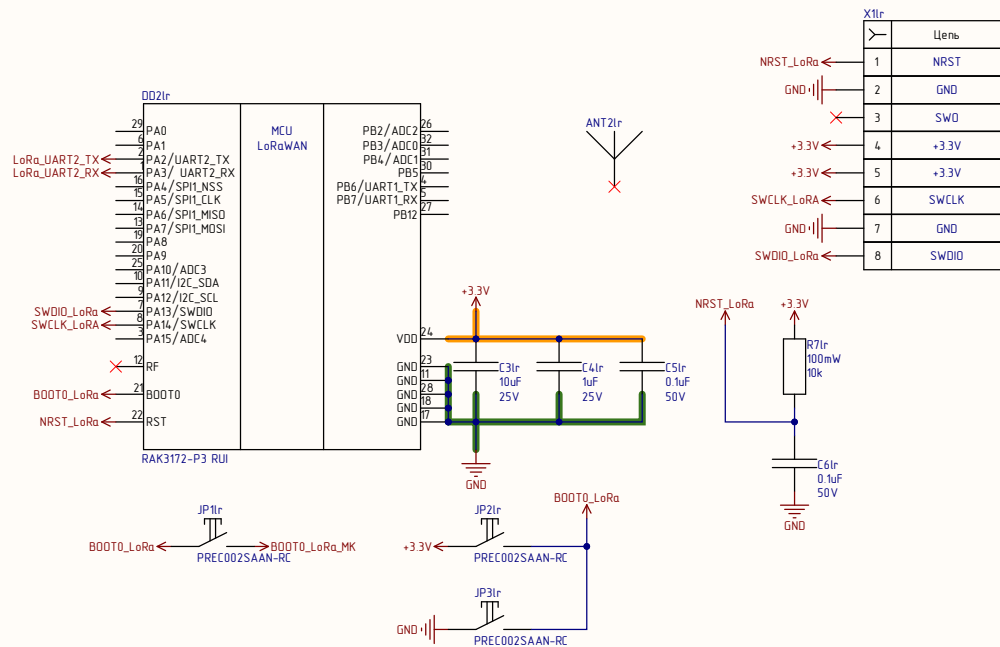 X1lr
Цепь
NRST_LoRa 1 NRST
GND 2 GND
3 SWO
+3.3V 4 +3.3V
+3.3V 5 +3.3V
SWCLK_LoRA 6 SWCLK
GND 7 GND
SWDIO_LoRa 8 SWDIO
DD2lr
MCU
LoRaWAN
29 PA0
6 PA1
LoRa_UART2_TX 2 PA2/UART2_TX
LoRa_UART2_RX 1 PA3/ UART2_RX
16 PA4/SPI1_NSS
15 PA5/SPI1_CLK
14 PA6/SPI1_MISO
13 PA7/SPI1_MOSI
19 PA8
20 PA9
25 PA10/ADC3
10 PA11/I2C_SDA
9 PA12/I2C_SCL
SWDIO_LoRa 7 PA13/SWDIO
SWCLK_LoRA 8 PA14/SWCLK
3 PA15/ADC4
12 RF
BOOT0_LoRa 21 BOOT0
NRST_LoRa 22 RST
PB2/ADC2 26
PB3/ADC0 32
PB4/ADC1 31
PB5 30
PB6/UART1_TX 4
PB7/UART1_RX 5
PB12 27
VDD 24
GND 23
GND 11
GND 28
GND 18
GND 17
RAK3172-P3 RUI
ANT2lr
+3.3V
C3lr
10uF
25V
C4lr
1uF
25V
C5lr
0.1uF
50V
GND
NRST_LoRa
+3.3V
R7lr
100mW
10k
C6lr
0.1uF
50V
GND
JP1lr
BOOT0_LoRa
BOOT0_LoRa_MK
PREC002SAAN-RC
BOOT0_LoRa
JP2lr
+3.3V
PREC002SAAN-RC
JP3lr
GND
PREC002SAAN-RC